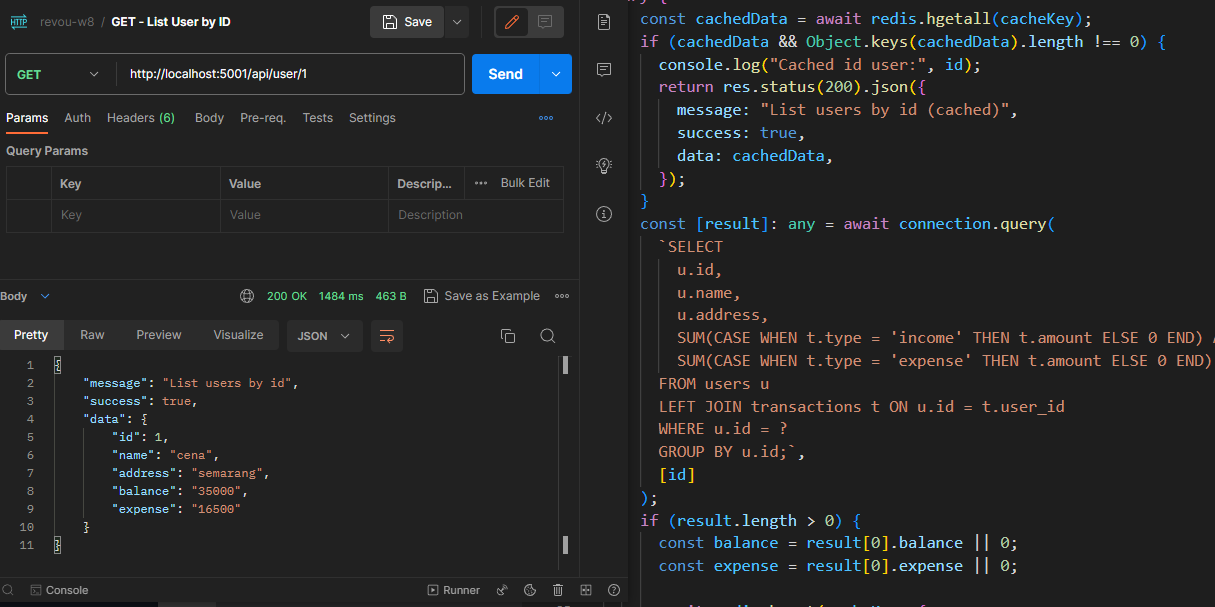 HTTP revou-w8 / GET - List User by ID Save
GET http://localhost:5001/api/user/1 Send
Params Auth Headers (6) Body Pre-req. Tests Settings
Query Params
Key Value Descrip... Bulk Edit
Key Value Description
Body 200 OK 1484 ms 463 B Save as Example
Pretty Raw Preview Visualize JSON
1 {
2 "message": "List users by id",
3 "success": true,
4 "data": {
5 "id": 1,
6 "name": "cena",
7 "address": "semarang",
8 "balance": "35000",
9 "expense": "16500"
10 }
11 }
Console Runner
const cachedData = await redis.hgetall(cacheKey);
if (cachedData && Object.keys(cachedData).length !== 0) {
console.log("Cached id user:", id);
return res.status(200).json({
message: "List users by id (cached)",
success: true,
data: cachedData,
});
}
const [result]: any = await connection.query(
`SELECT
u.id,
u.name,
u.address,
SUM(CASE WHEN t.type = 'income' THEN t.amount ELSE 0 END)
SUM(CASE WHEN t.type = 'expense' THEN t.amount ELSE 0 END)
FROM users u
LEFT JOIN transactions t ON u.id = t.user_id
WHERE u.id = ?
GROUP BY u.id;`,
[id]
);
if (result.length > 0) {
const balance = result[0].balance || 0;
const expense = result[0].expense || 0;